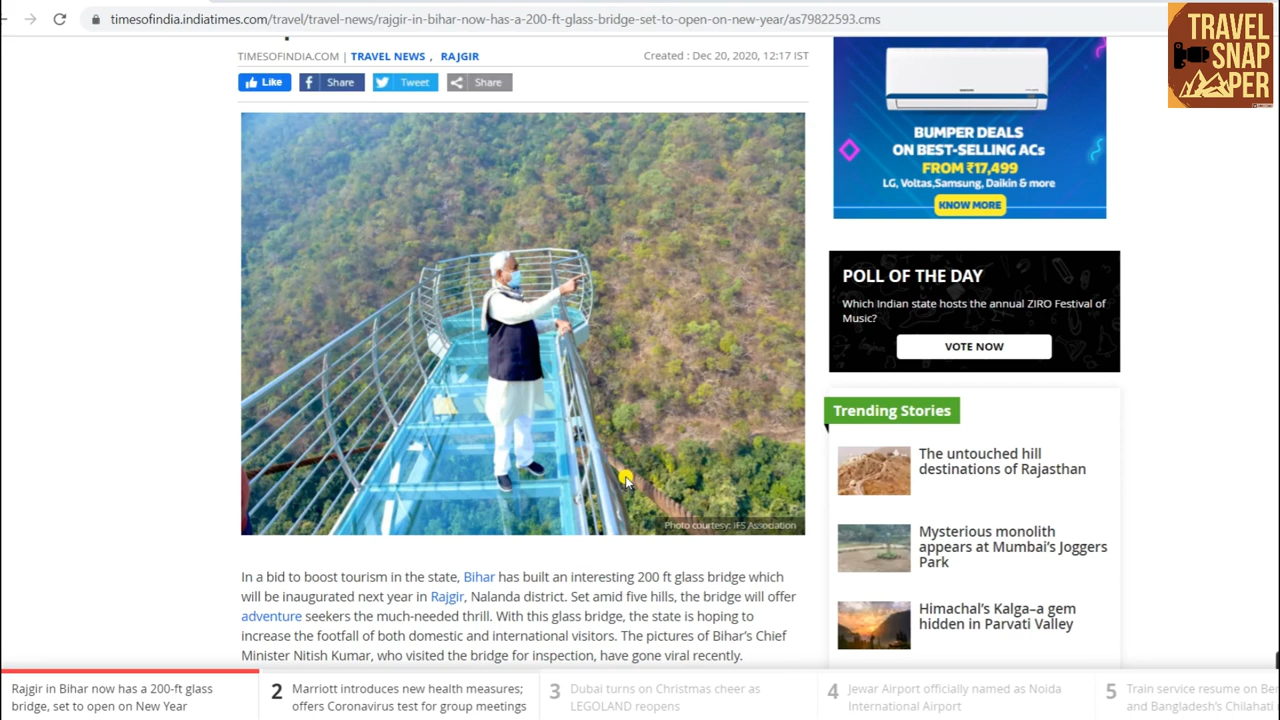 timesofindia.indiatimes.com/travel/travel-news/rajgir-in-bihar-now-has-a-200-ft-glass-bridge-set-to-open-on-new-year/as79822593.cms
TRAVEL
SNAP
PER
TIMESOFINDIA.COM | TRAVEL NEWS , RAJGIR
Created : Dec 20, 2020, 12:17 IST
Like
Share
Tweet
Share
Photo courtesy: IFS Association
In a bid to boost tourism in the state, Bihar has built an interesting 200 ft glass bridge which
will be inaugurated next year in Rajgir, Nalanda district. Set amid five hills, the bridge will offer
adventure seekers the much-needed thrill. With this glass bridge, the state is hoping to
increase the footfall of both domestic and international visitors. The pictures of Bihar's Chief
Minister Nitish Kumar, who visited the bridge for inspection, have gone viral recently.
BUMPER DEALS
ON BEST-SELLING ACs
FROM ₹17,499
LG, Voltas,Samsung, Daikin & more
KNOW MORE
POLL OF THE DAY
Which Indian state hosts the annual ZIRO Festival of
Music?
VOTE NOW
Trending Stories
The untouched hill
destinations of Rajasthan
Mysterious monolith
appears at Mumbai's Joggers
Park
Himachal's Kalga–a gem
hidden in Parvati Valley
Rajgir in Bihar now has a 200-ft glass
bridge, set to open on New Year
2
Marriott introduces new health measures;
offers Coronavirus test for group meetings
3
Dubai turns on Christmas cheer as
LEGOLAND reopens
4
Jewar Airport officially named as Noida
International Airport
5
Train service resume on
and Bangladesh's Chilahati